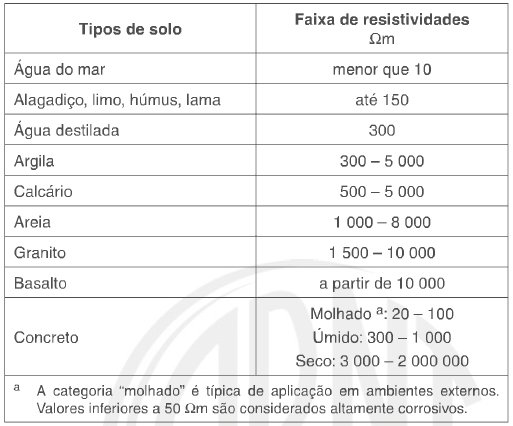 Tipos de solo
Faixa de resistividades
Ωm
Água do mar menor que 10
Alagadiço, limo, húmus, lama até 150
Água destilada 300
Argila 300 – 5 000
Calcário 500 – 5 000
Areia 1 000 – 8 000
Granito 1 500 – 10 000
Basalto a partir de 10 000
Concreto
Molhado ª: 20 – 100
Úmido: 300 – 1 000
Seco: 3 000 – 2 000 000
ª A categoria “molhado” é típica de aplicação em ambientes externos.
Valores inferiores a 50 Ωm são considerados altamente corrosivos.